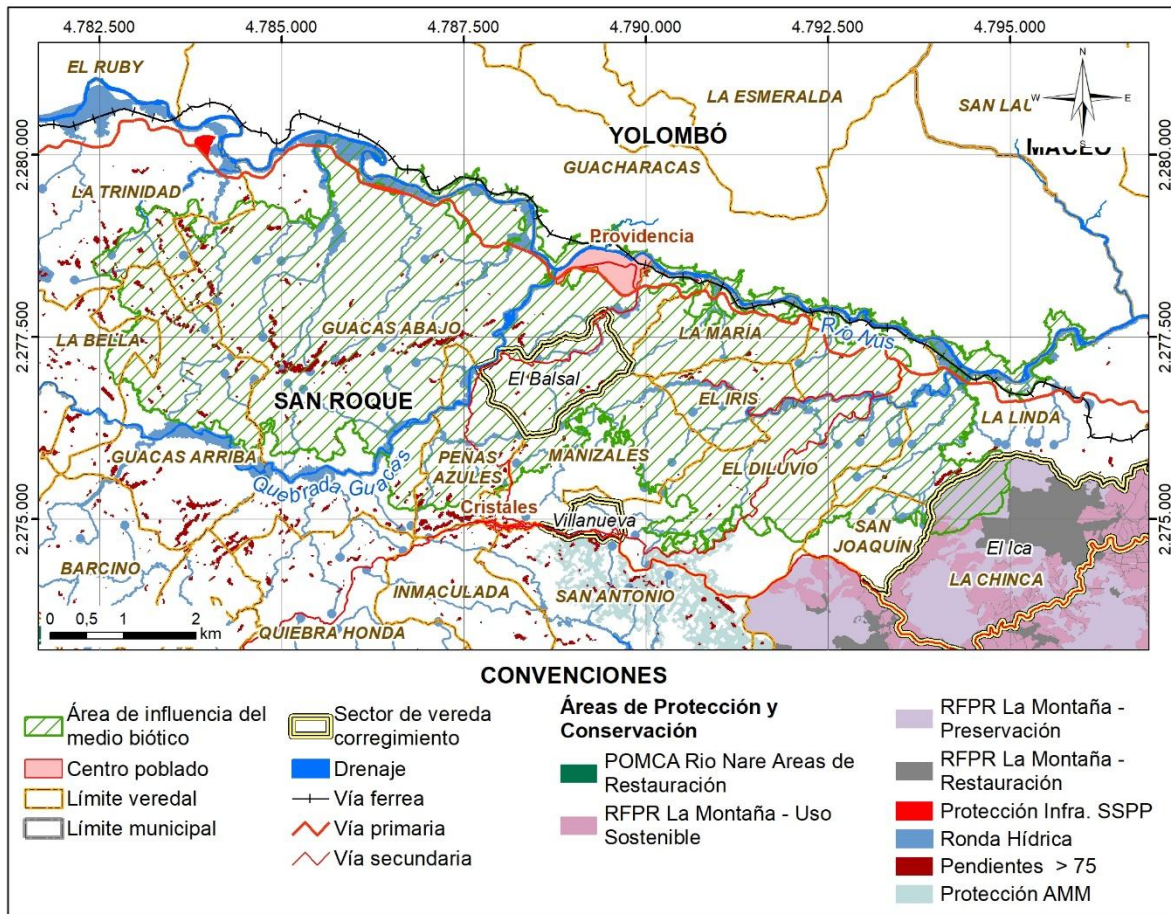 4.782.500 4.785.000 4.787.500 4.790.000 4.792.500 4.795.000
EL RUBY
LA ESMERALDA
SAN LAU
N
W E
S
YOLOMBÓ
MACEO
2.280.000 2.280.000
GUACHARACAS
LA TRINIDAD
Providencia
2.277.500 2.277.500
LA BELLA
GUACAS ABAJO
LA MARÍA
Río Nus
El Balsal
SAN ROQUE
EL IRIS
LA LINDA
GUACAS ARRIBA
PEÑAS
AZULES
MANIZALES
EL DILUVIO
Quebrada Guacas
2.275.000 2.275.000
Cristales
Villanueva
SAN
JOAQUÍN
El Ica
BARCINO
LA CHINCA
INMACULADA
SAN ANTONIO
QUIEBRA HONDA
0 0,5 1 2
km
CONVENCIONES
Área de influencia del
medio biótico
Centro poblado
Límite veredal
Límite municipal
Sector de vereda
corregimiento
Drenaje
Vía ferrea
Vía primaria
Vía secundaria
Áreas de Protección y
Conservación
POMCA Rio Nare Areas de
Restauración
RFPR La Montaña - Uso
Sostenible
RFPR La Montaña -
Preservación
RFPR La Montaña -
Restauración
Protección Infra. SSPP
Ronda Hídrica
Pendientes > 75
Protección AMM